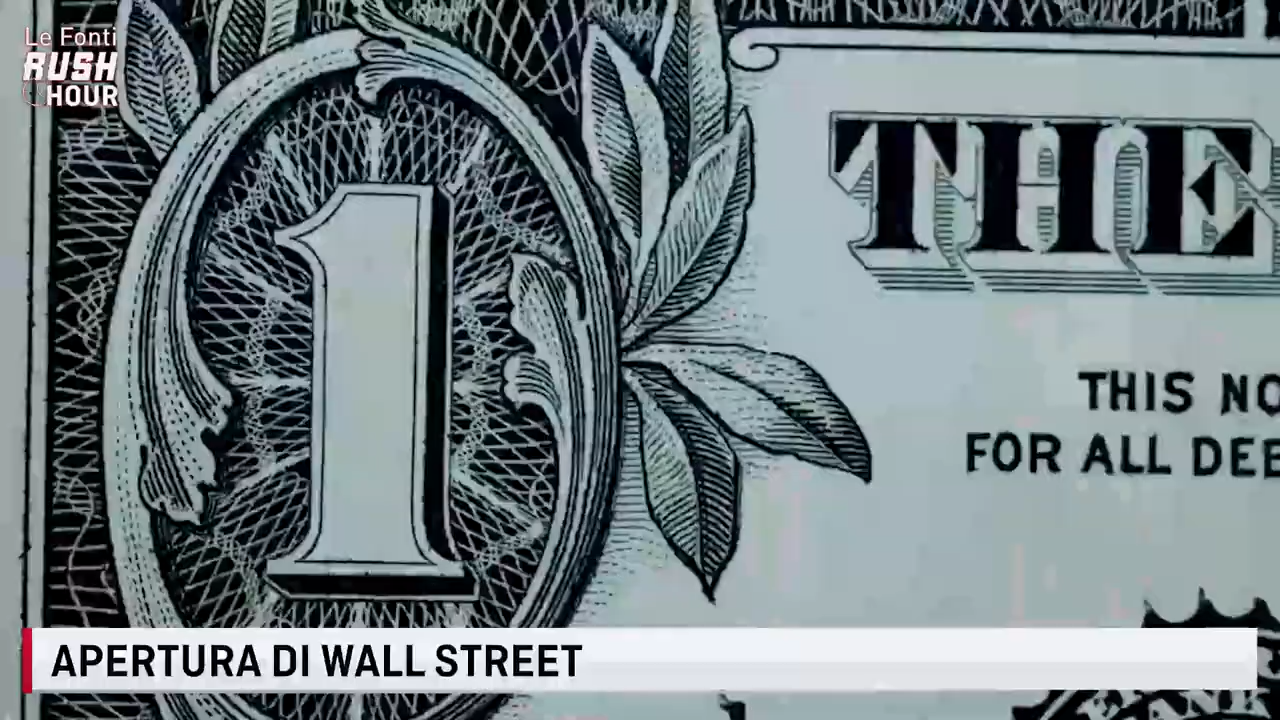 Le Fonti
RUSH
HOUR
1
THE
THIS NO
FOR ALL DEB
APERTURA DI WALL STREET